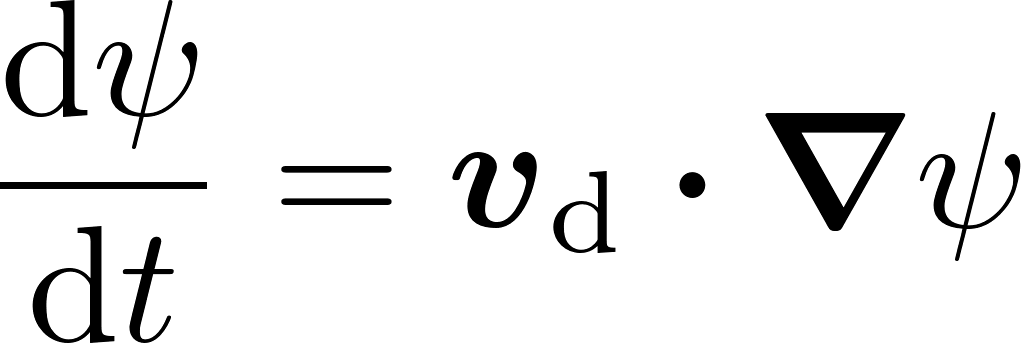 dψ/dt = 𝒗_d · ∇ψ